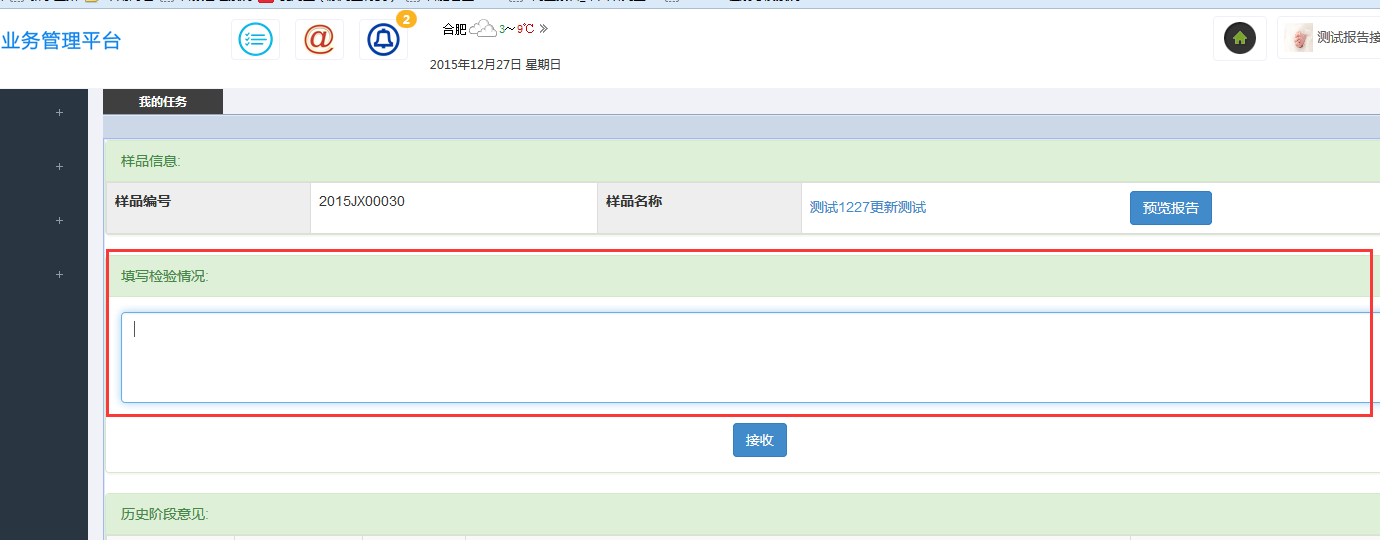 业务管理平台
@
2
合肥 3～9℃ »
2015年12月27日 星期日
测试报告接
我的任务
+
+
+
+
样品信息:
样品编号 2015JX00030 样品名称 测试1227更新测试 预览报告
填写检验情况:
接收
历史阶段意见: